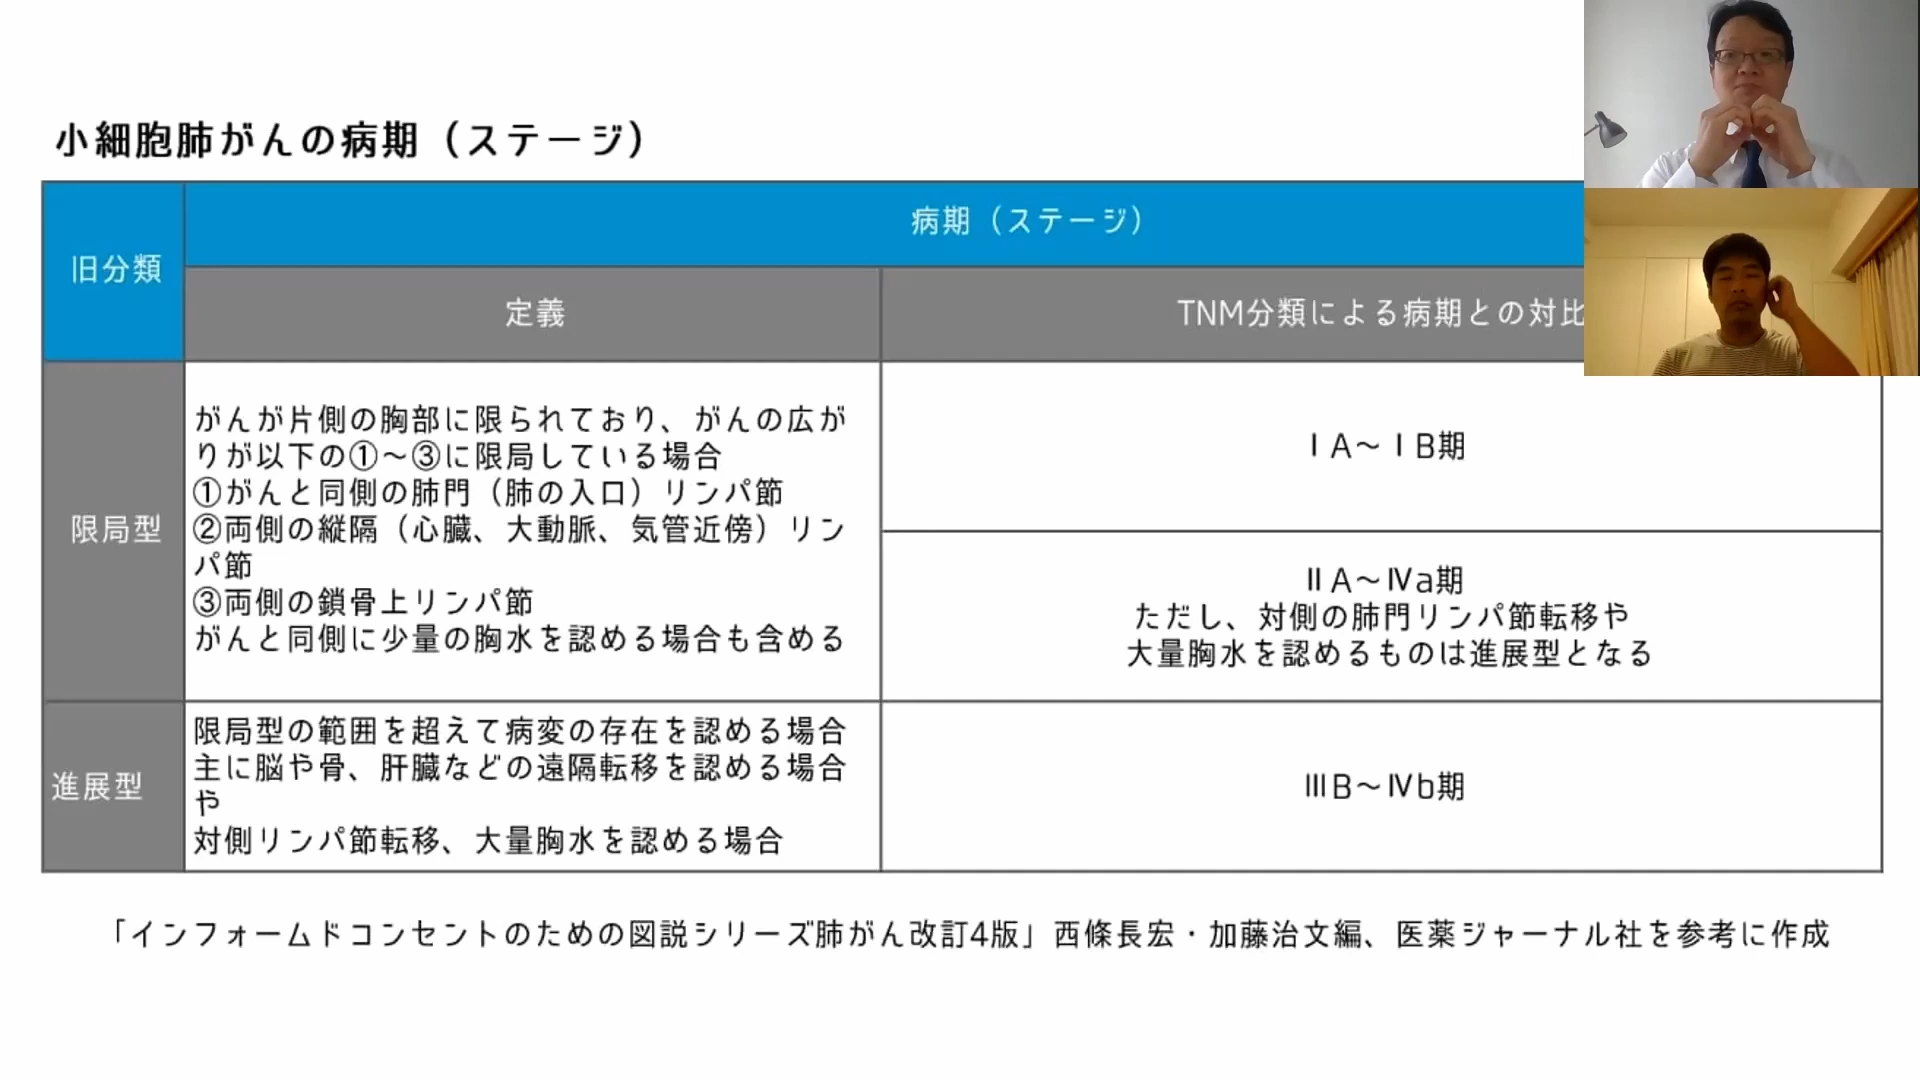 小細胞肺がんの病期（ステージ）
旧分類
病期（ステージ）
定義
TNM分類による病期との対比
限局型
がんが片側の胸部に限られており、がんの広が
りが以下の①～③に限局している場合
①がんと同側の肺門（肺の入口）リンパ節
②両側の縦隔（心臓、大動脈、気管近傍）リン
パ節
③両側の鎖骨上リンパ節
がんと同側に少量の胸水を認める場合も含める
ⅠA～ⅠB期
ⅡA～Ⅳa期
ただし、対側の肺門リンパ節転移や
大量胸水を認めるものは進展型となる
進展型
限局型の範囲を超えて病変の存在を認める場合
主に脳や骨、肝臓などの遠隔転移を認める場合
や
対側リンパ節転移、大量胸水を認める場合
ⅢB～Ⅳb期
「インフォームドコンセントのための図説シリーズ肺がん改訂4版」西條長宏・加藤治文編、医薬ジャーナル社を参考に作成